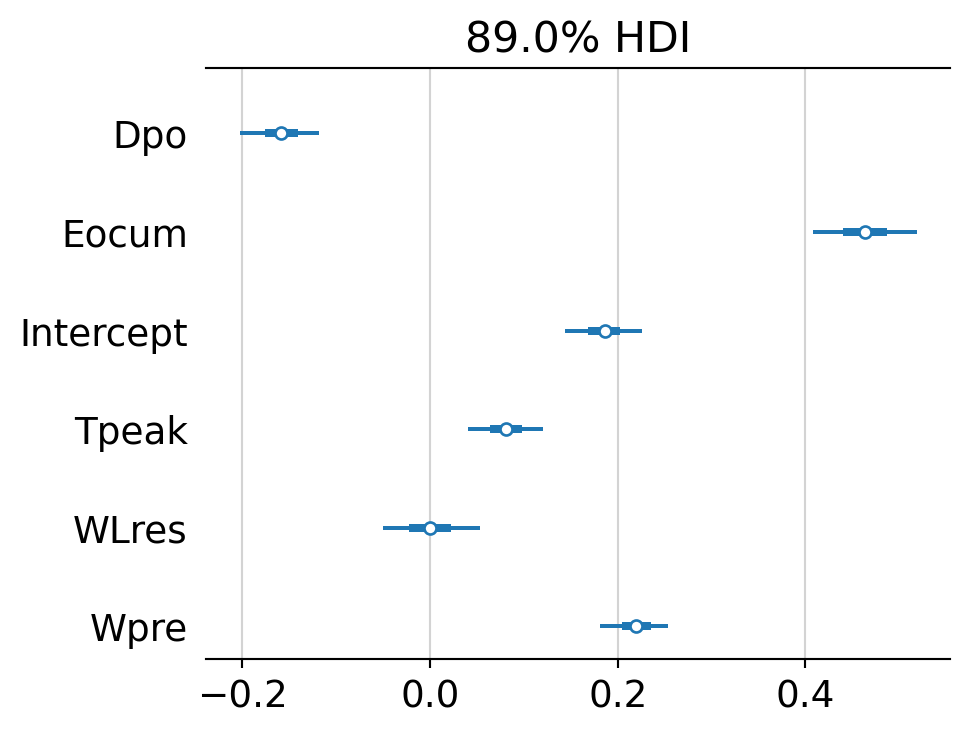 89.0% HDI
Dpo
Eocum
Intercept
Tpeak
WLres
Wpre
−0.2 0.0 0.2 0.4